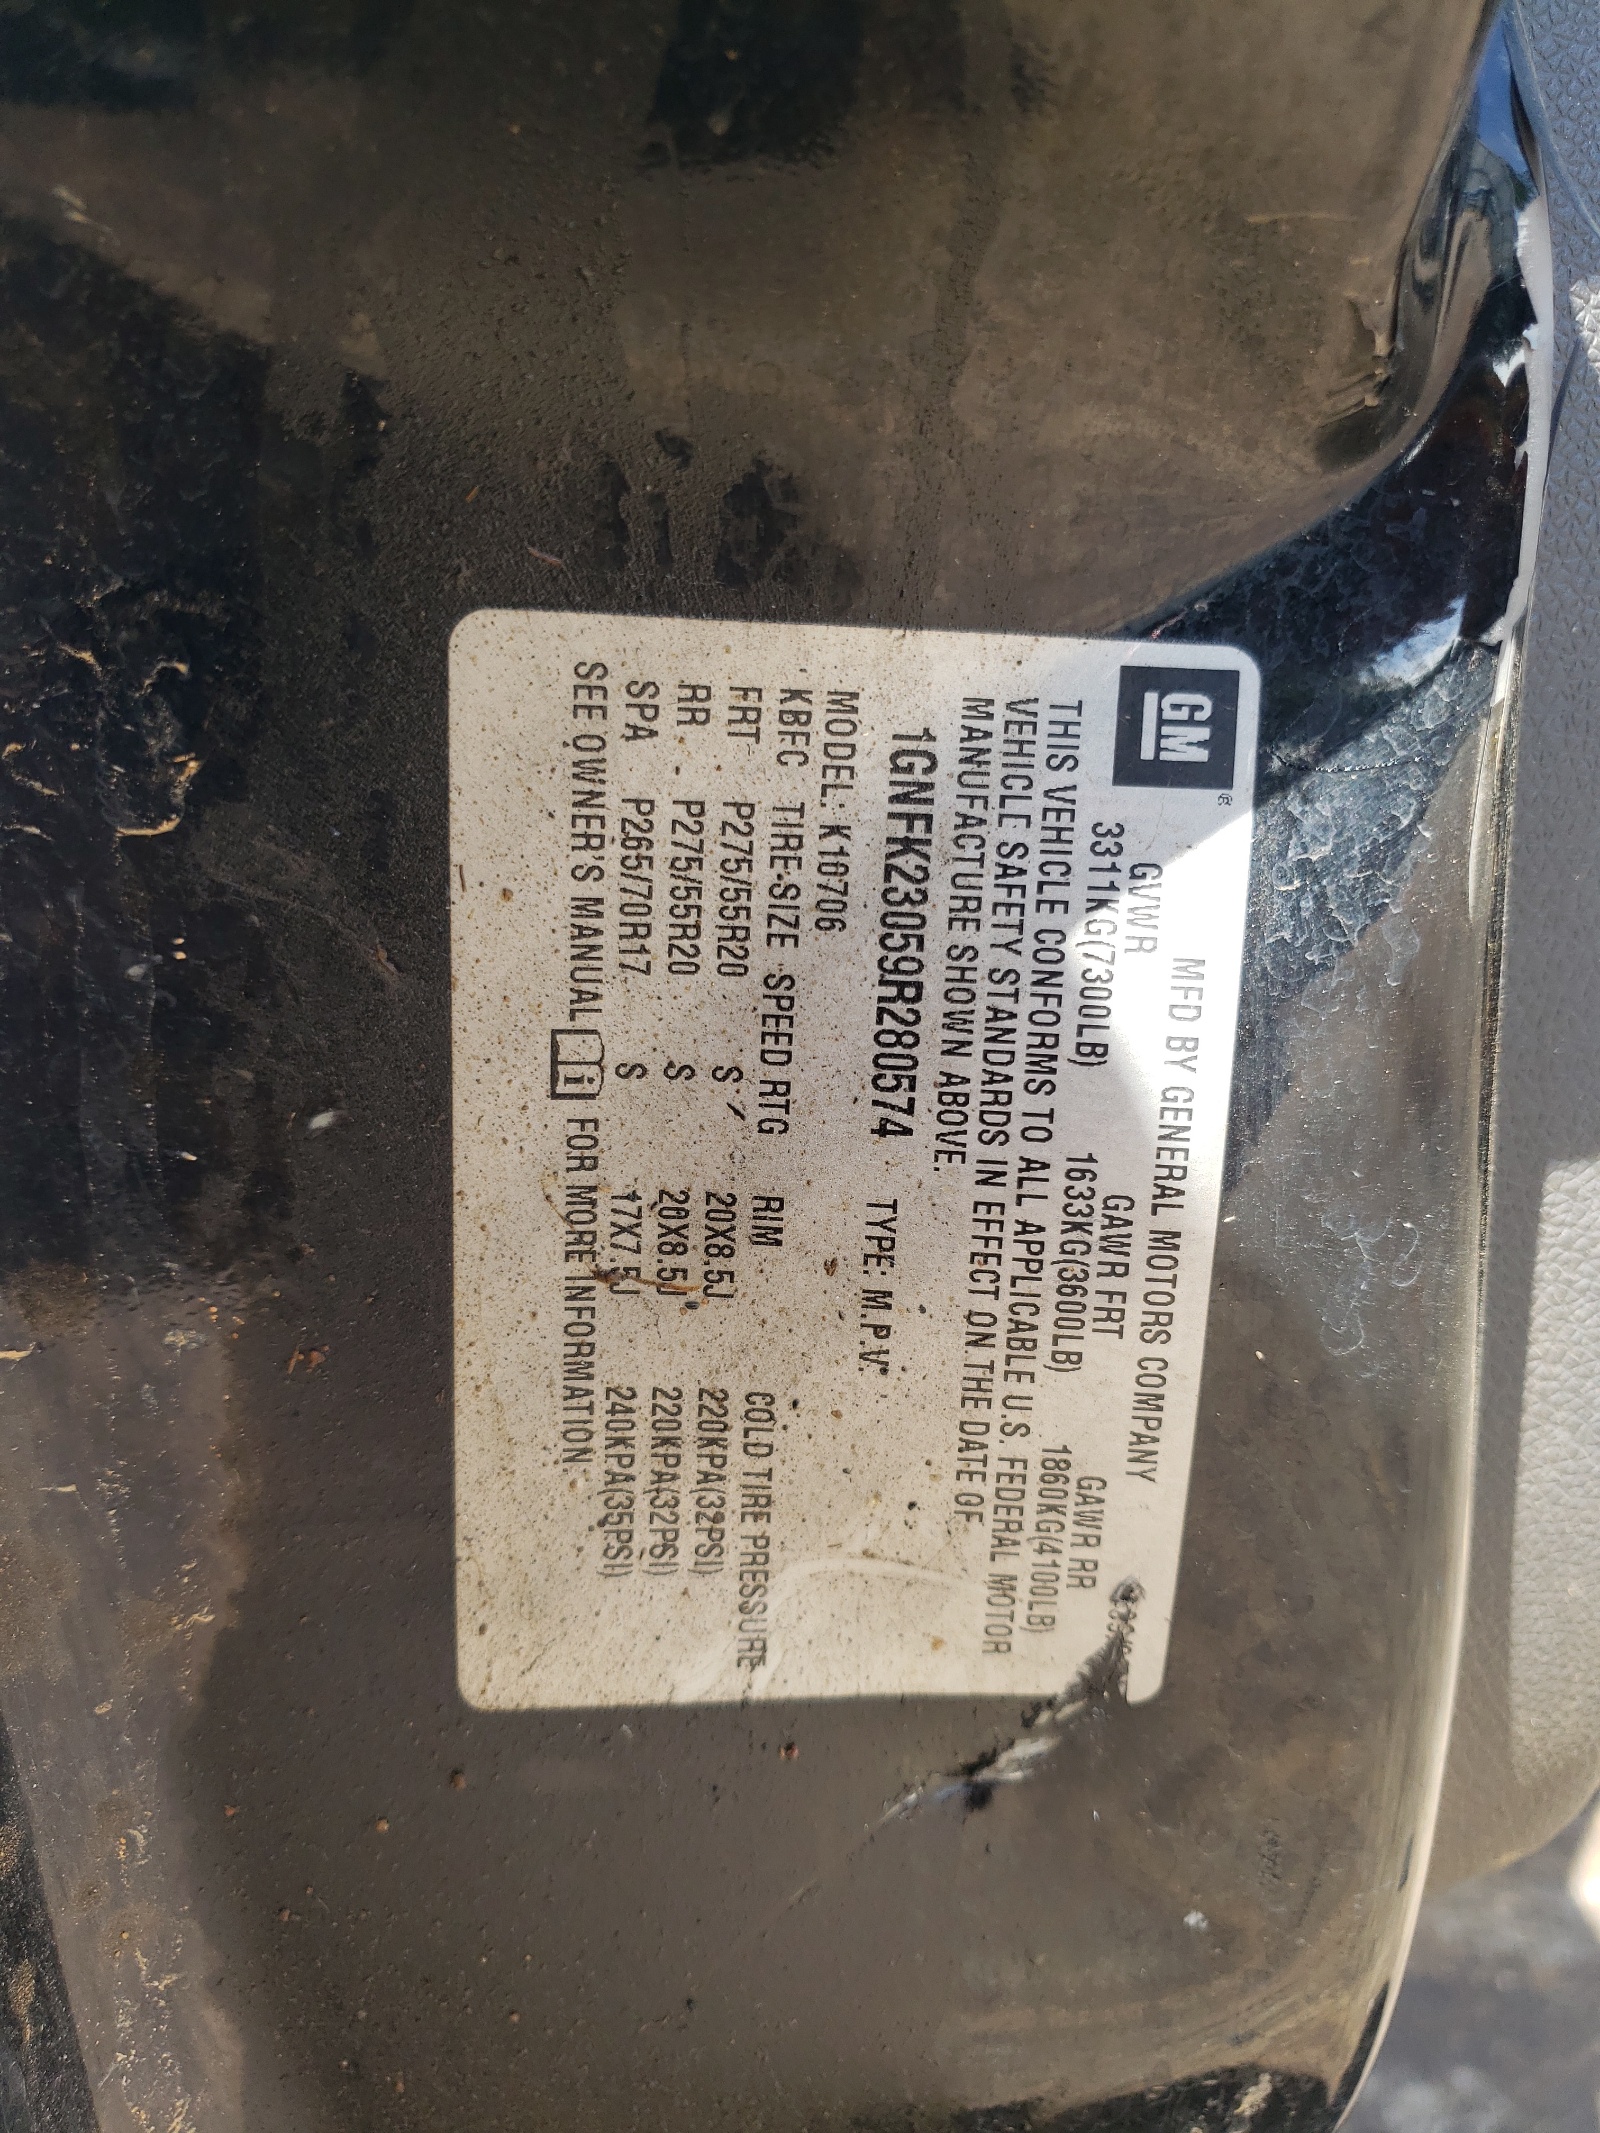 GM®
MFD BY GENERAL MOTORS COMPANY
GVWR GAWR FRT GAWR RR
3311KG(7300LB) 1633KG(3600LB) 1860KG(4100LB)
THIS VEHICLE CONFORMS TO ALL APPLICABLE U.S. FEDERAL MOTOR
VEHICLE SAFETY STANDARDS IN EFFECT ON THE DATE OF
MANUFACTURE SHOWN ABOVE.
1GNFK23059R280574 TYPE: M.P.V.
MODEL: K10706
KBFC TIRE SIZE SPEED RTG RIM COLD TIRE PRESSURE
FRT P275/55R20 S 20X8.5J 220KPA(32PSI)
RR P275/55R20 S 20X8.5J 220KPA(32PSI)
SPA P265/70R17 S 17X7.5J 240KPA(35PSI)
SEE OWNER'S MANUAL i FOR MORE INFORMATION.